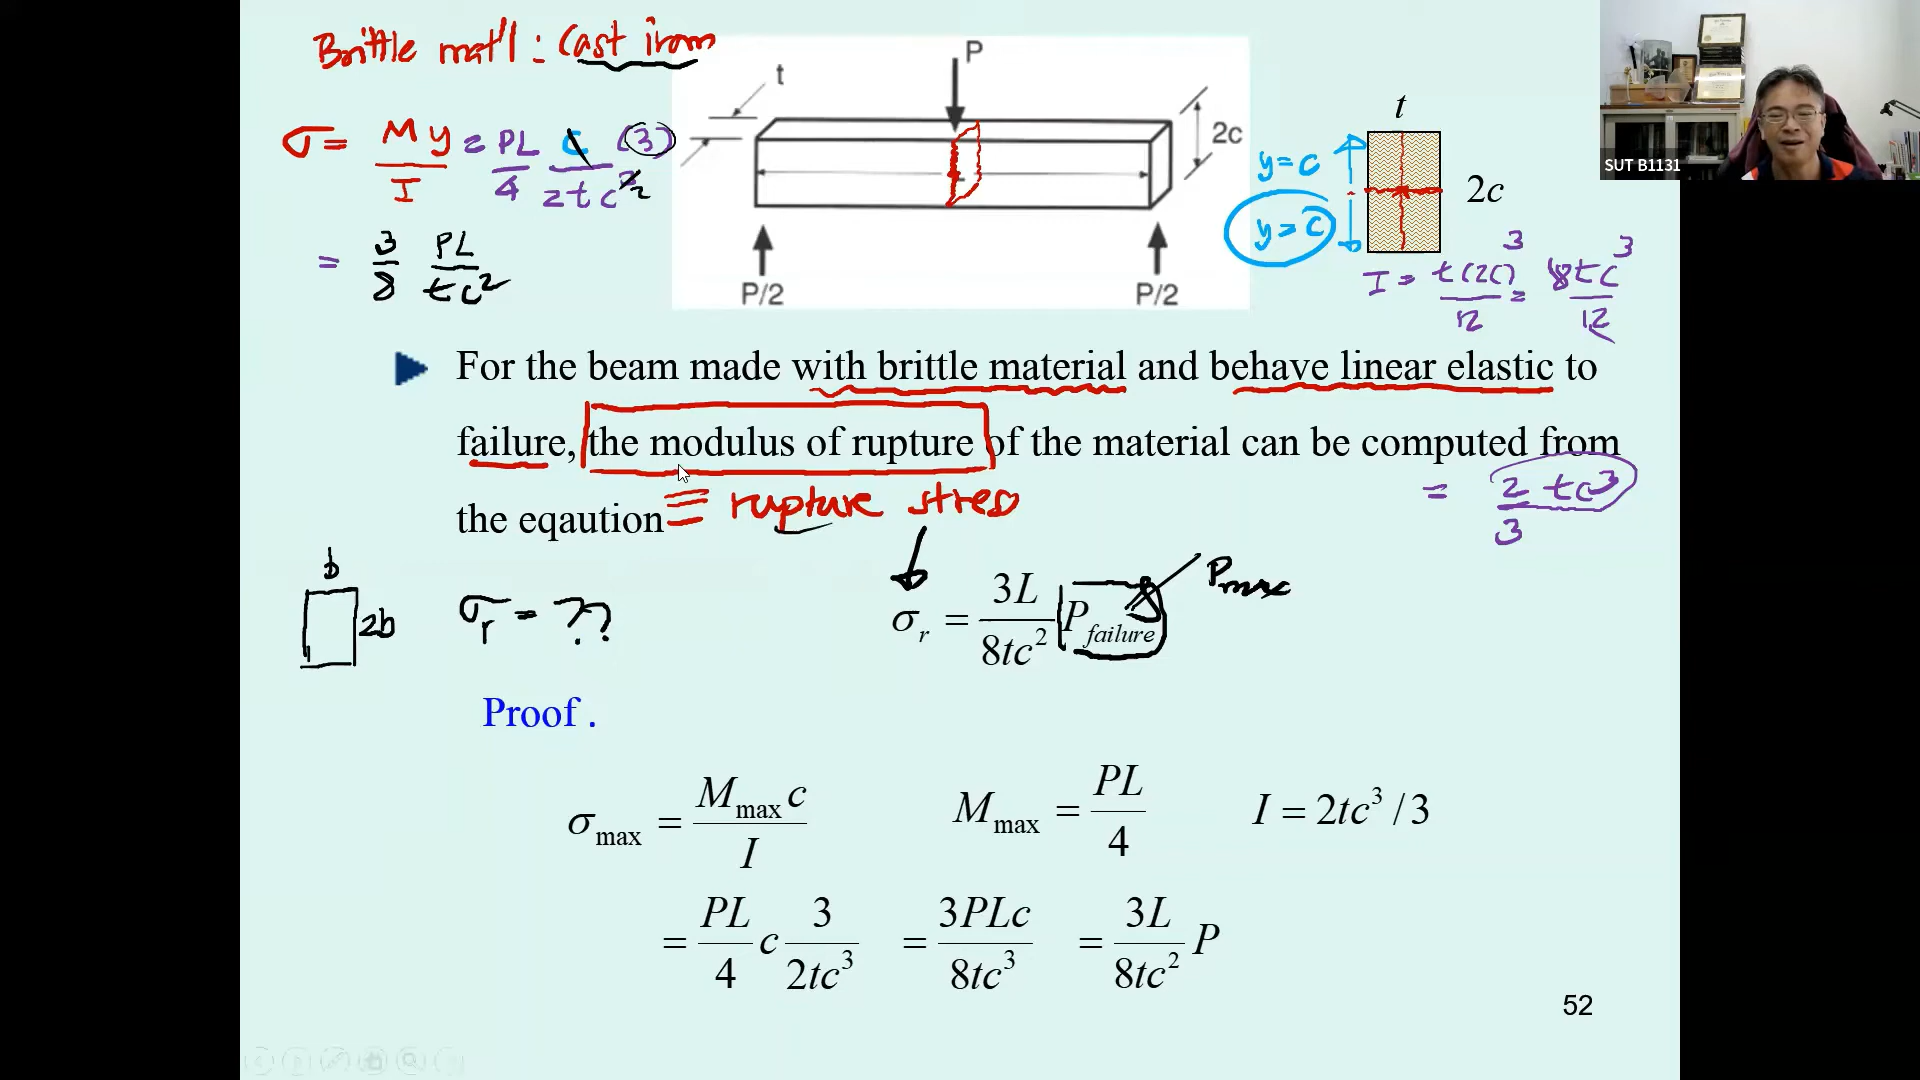 Brittle mat'l : Cast iron
P
t
2c
L
P/2
P/2
σ = My/I = PL/4 c/2tc³ (3)
2
= 3/8 PL/tc²
t
2c
y = c
y = c
I = t(2c)³/12 = 8tc³/12
= 2/3 tc³
SUT B1131
For the beam made with brittle material and behave linear elastic to
failure, the modulus of rupture of the material can be computed from
the eqaution ≡ rupture stress
b
2b
σr = ??
σr = 3L/8tc² Pfailure
Pmax
Proof .
σmax = Mmax c/I
Mmax = PL/4
I = 2tc³ / 3
= PL/4 c 3/2tc³ = 3PLc/8tc³ = 3L/8tc² P
52